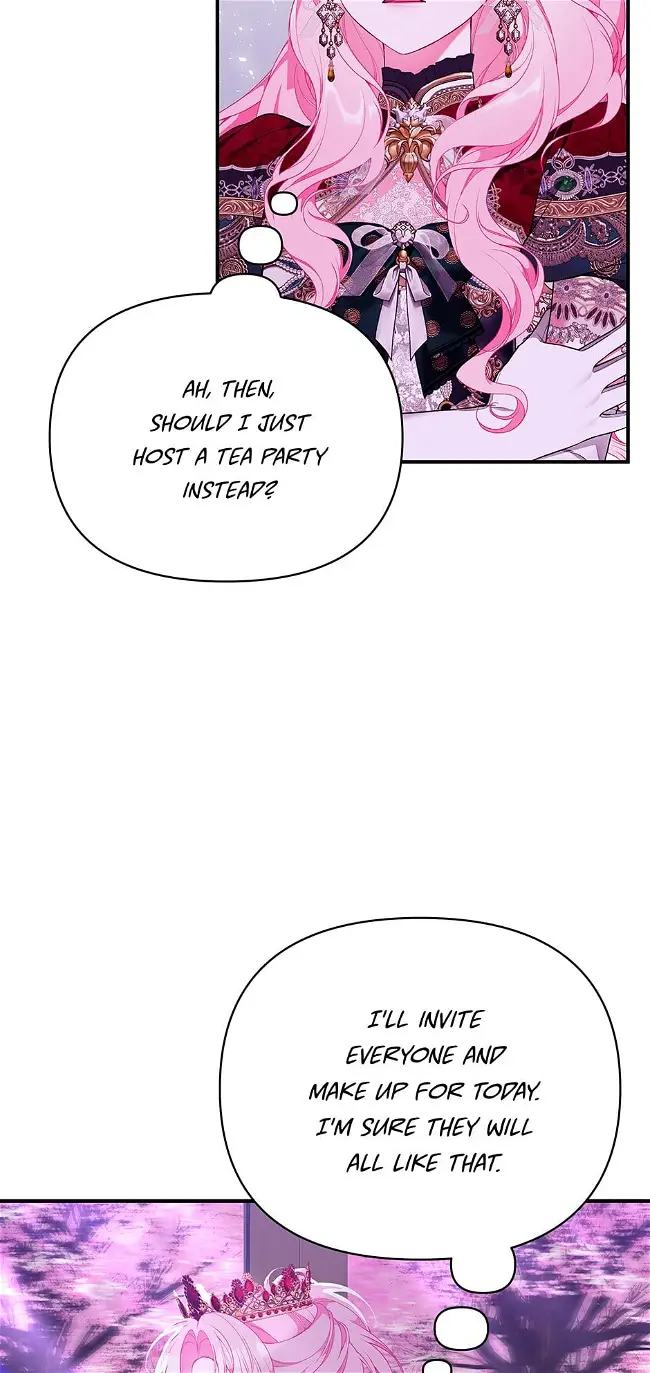 AH, THEN,
SHOULD I JUST
HOST A TEA PARTY
INSTEAD?
I'LL INVITE
EVERYONE AND
MAKE UP FOR TODAY.
I'M SURE THEY WILL
ALL LIKE THAT.